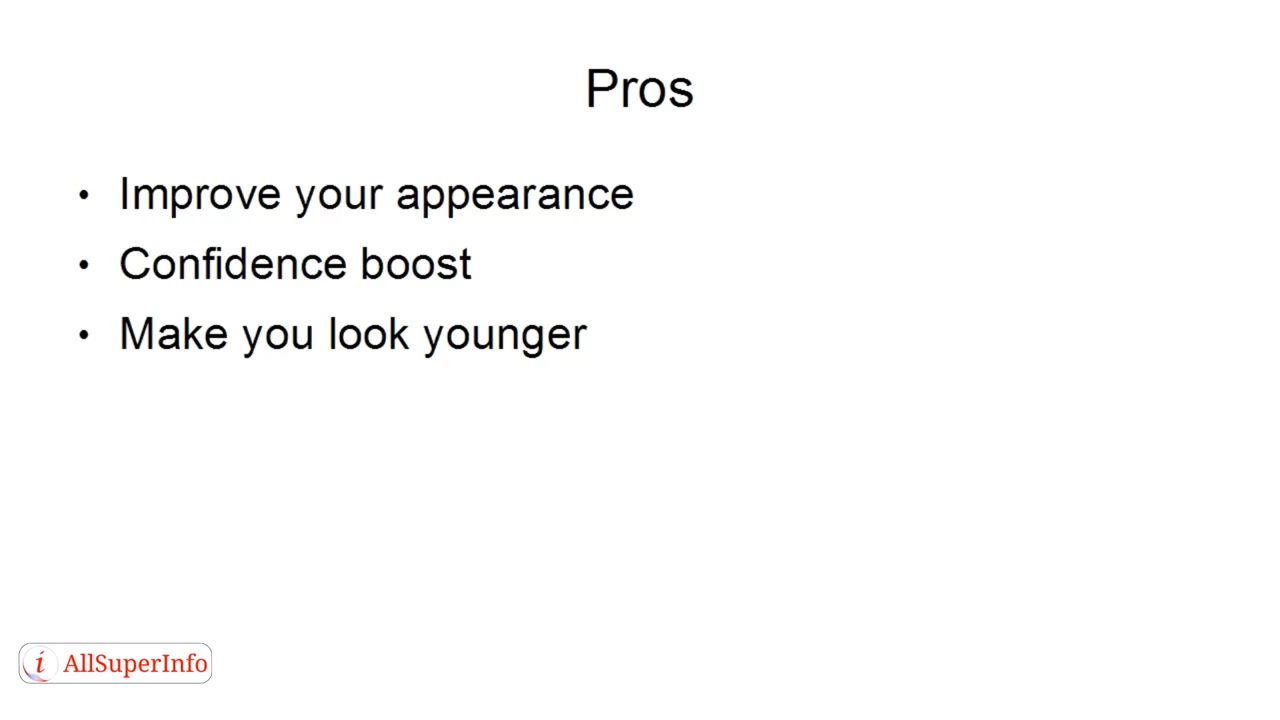 Pros
• Improve your appearance
• Confidence boost
• Make you look younger
i AllSuperInfo